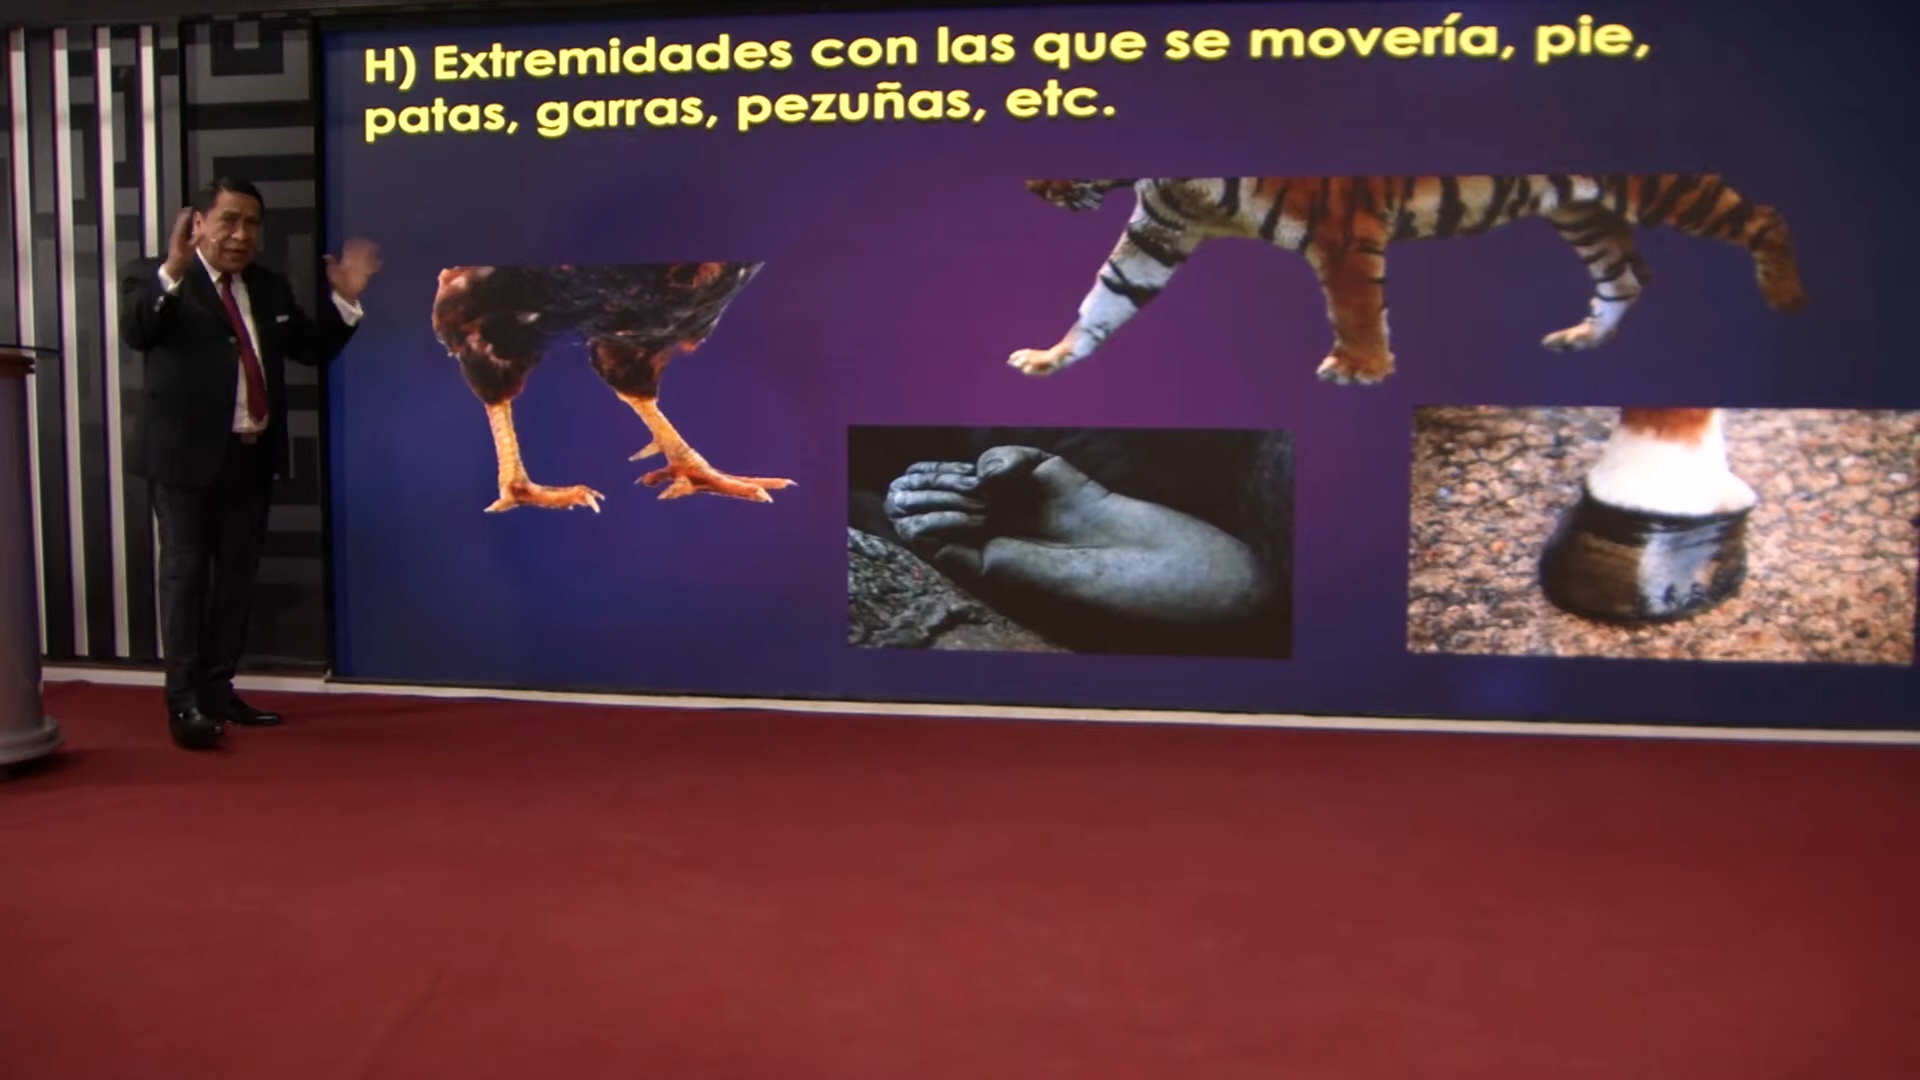 H) Extremidades con las que se movería, pie,
patas, garras, pezuñas, etc.